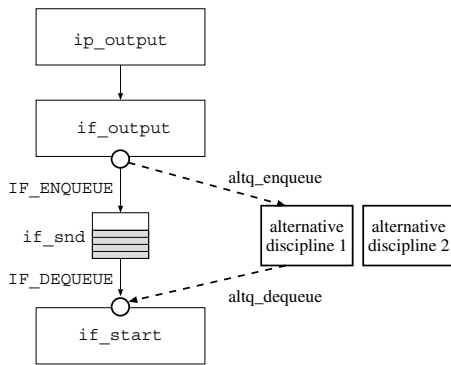 ip_output
if_output
altq_enqueue
IF_ENQUEUE
alternative
discipline 1
alternative
discipline 2
if_snd
IF_DEQUEUE
altq_dequeue
if_start